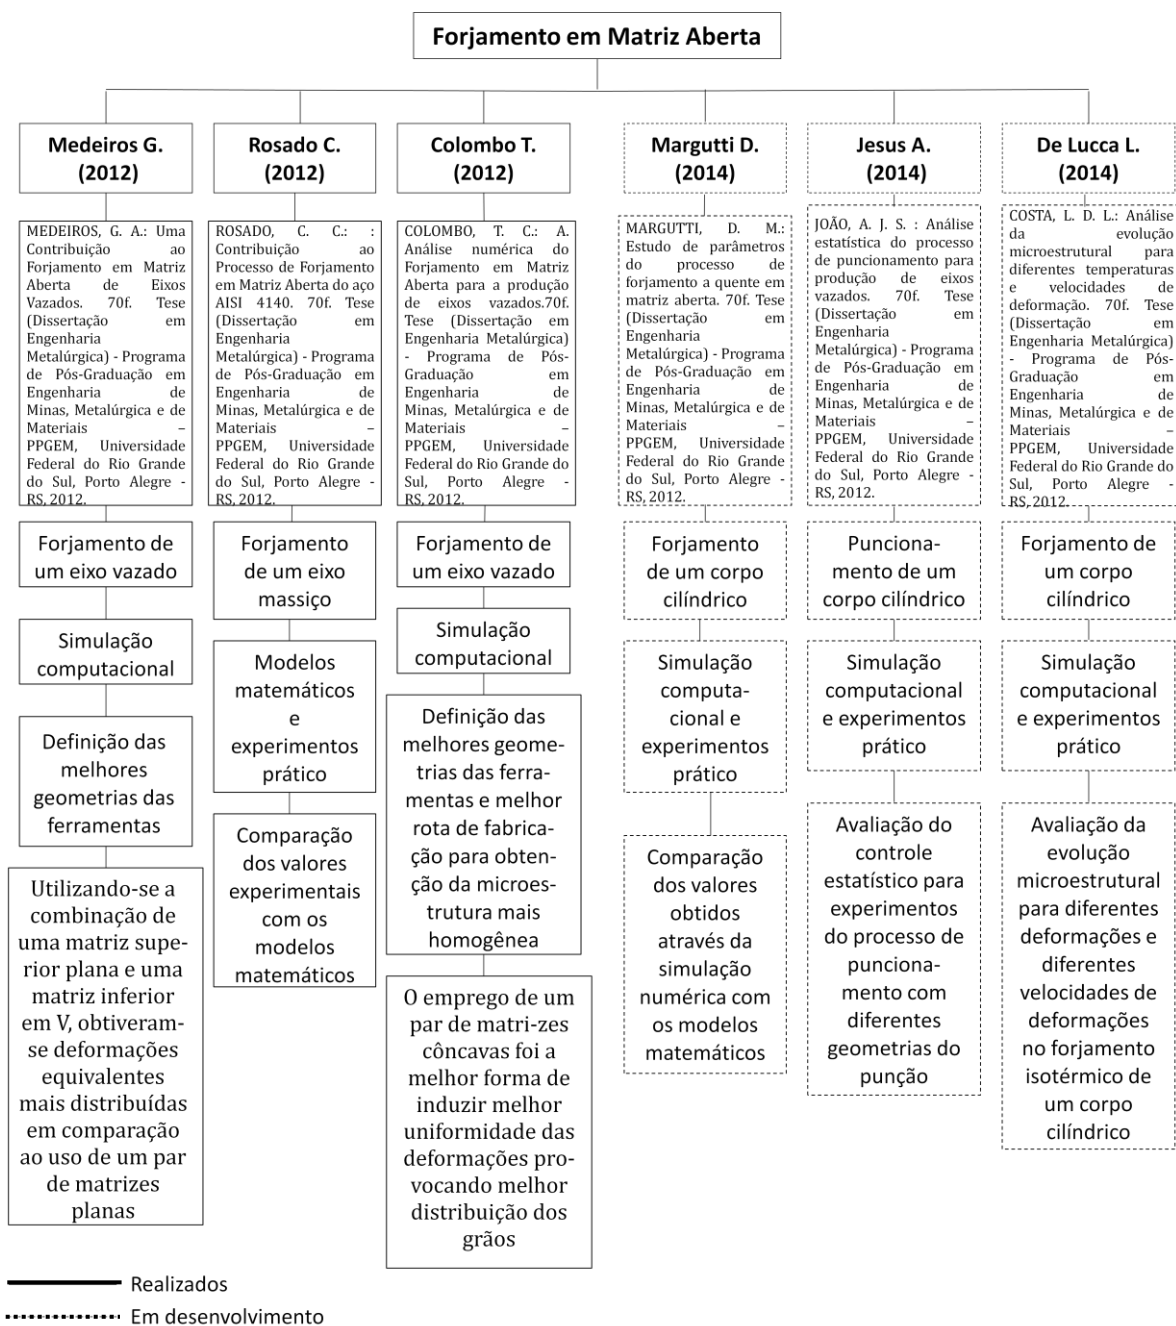 Forjamento em Matriz Aberta
Medeiros G.
(2012)
MEDEIROS, G. A.: Uma
Contribuição ao
Forjamento em Matriz
Aberta de Eixos
Vazados. 70f. Tese
(Dissertação em
Engenharia
Metalúrgica) - Programa
de Pós-Graduação em
Engenharia de
Minas, Metalúrgica e de
Materiais –
PPGEM, Universidade
Federal do Rio Grande
do Sul, Porto Alegre -
RS, 2012.
Forjamento de
um eixo vazado
Simulação
computacional
Definição das
melhores
geometrias das
ferramentas
Utilizando-se a
combinação de
uma matriz supe-
rior plana e uma
matriz inferior
em V, obtiveram-
se deformações
equivalentes
mais distribuídas
em comparação
ao uso de um par
de matrizes
planas
Rosado C.
(2012)
ROSADO, C. C.: :
Contribuição ao
Processo de Forjamento
em Matriz Aberta do aço
AISI 4140. 70f. Tese
(Dissertação em
Engenharia
Metalúrgica) - Programa
de Pós-Graduação em
Engenharia de
Minas, Metalúrgica e de
Materiais –
PPGEM, Universidade
Federal do Rio Grande
do Sul, Porto Alegre -
RS, 2012.
Forjamento
de um eixo
massiço
Modelos
matemáticos
e
experimentos
prático
Comparação
dos valores
experimentais
com os
modelos
matemáticos
Colombo T.
(2012)
COLOMBO, T. C.: A.
Análise numérica do
Forjamento em Matriz
Aberta para a produção
de eixos vazados.70f.
Tese (Dissertação em
Engenharia Metalúrgica)
- Programa de Pós-
Graduação em
Engenharia de
Minas, Metalúrgica e de
Materiais –
PPGEM, Universidade
Federal do Rio Grande do
Sul, Porto Alegre -
RS, 2012.
Forjamento de
um eixo vazado
Simulação
computacional
Definição das
melhores geome-
trias das ferra-
mentas e melhor
rota de fabrica-
ção para obten-
ção da microes-
trutura mais
homogênea
O emprego de um
par de matri-zes
côncavas foi a
melhor forma de
induzir melhor
uniformidade das
deformações pro-
vocando melhor
distribuição dos
grãos
Margutti D.
(2014)
MARGUTTI, D. M.:
Estudo de parâmetros
do processo de
forjamento a quente em
matriz aberta. 70f. Tese
(Dissertação em
Engenharia
Metalúrgica) - Programa
de Pós-Graduação em
Engenharia de
Minas, Metalúrgica e de
Materiais –
PPGEM, Universidade
Federal do Rio Grande
do Sul, Porto Alegre -
RS, 2012.
Forjamento
de um corpo
cilíndrico
Simulação
computa-
cional e
experimentos
prático
Comparação
dos valores
obtidos
através da
simulação
numérica com
os modelos
matemáticos
Jesus A.
(2014)
JOÃO, A. J. S. : Análise
estatística do processo
de puncionamento para
produção de eixos
vazados. 70f. Tese
(Dissertação em
Engenharia
Metalúrgica) - Programa
de Pós-Graduação em
Engenharia de
Minas, Metalúrgica e de
Materiais –
PPGEM, Universidade
Federal do Rio Grande
do Sul, Porto Alegre -
RS, 2012.
Punciona-
mento de um
corpo cilíndrico
Simulação
computacional
e experimentos
prático
Avaliação do
controle
estatístico para
experimentos
do processo de
punciona-
mento com
diferentes
geometrias do
punção
De Lucca L.
(2014)
COSTA, L. D. L.: Análise
da evolução
microestrutural para
diferentes temperaturas
e velocidades de
deformação. 70f. Tese
(Dissertação em
Engenharia Metalúrgica)
- Programa de Pós-
Graduação em
Engenharia de
Minas, Metalúrgica e de
Materiais –
PPGEM, Universidade
Federal do Rio Grande do
Sul, Porto Alegre -
RS, 2012.
Forjamento de
um corpo
cilíndrico
Simulação
computacional
e experimentos
prático
Avaliação da
evolução
microestrutural
para diferentes
deformações e
diferentes
velocidades de
deformações
no forjamento
isotérmico de
um corpo
cilíndrico
Realizados
Em desenvolvimento